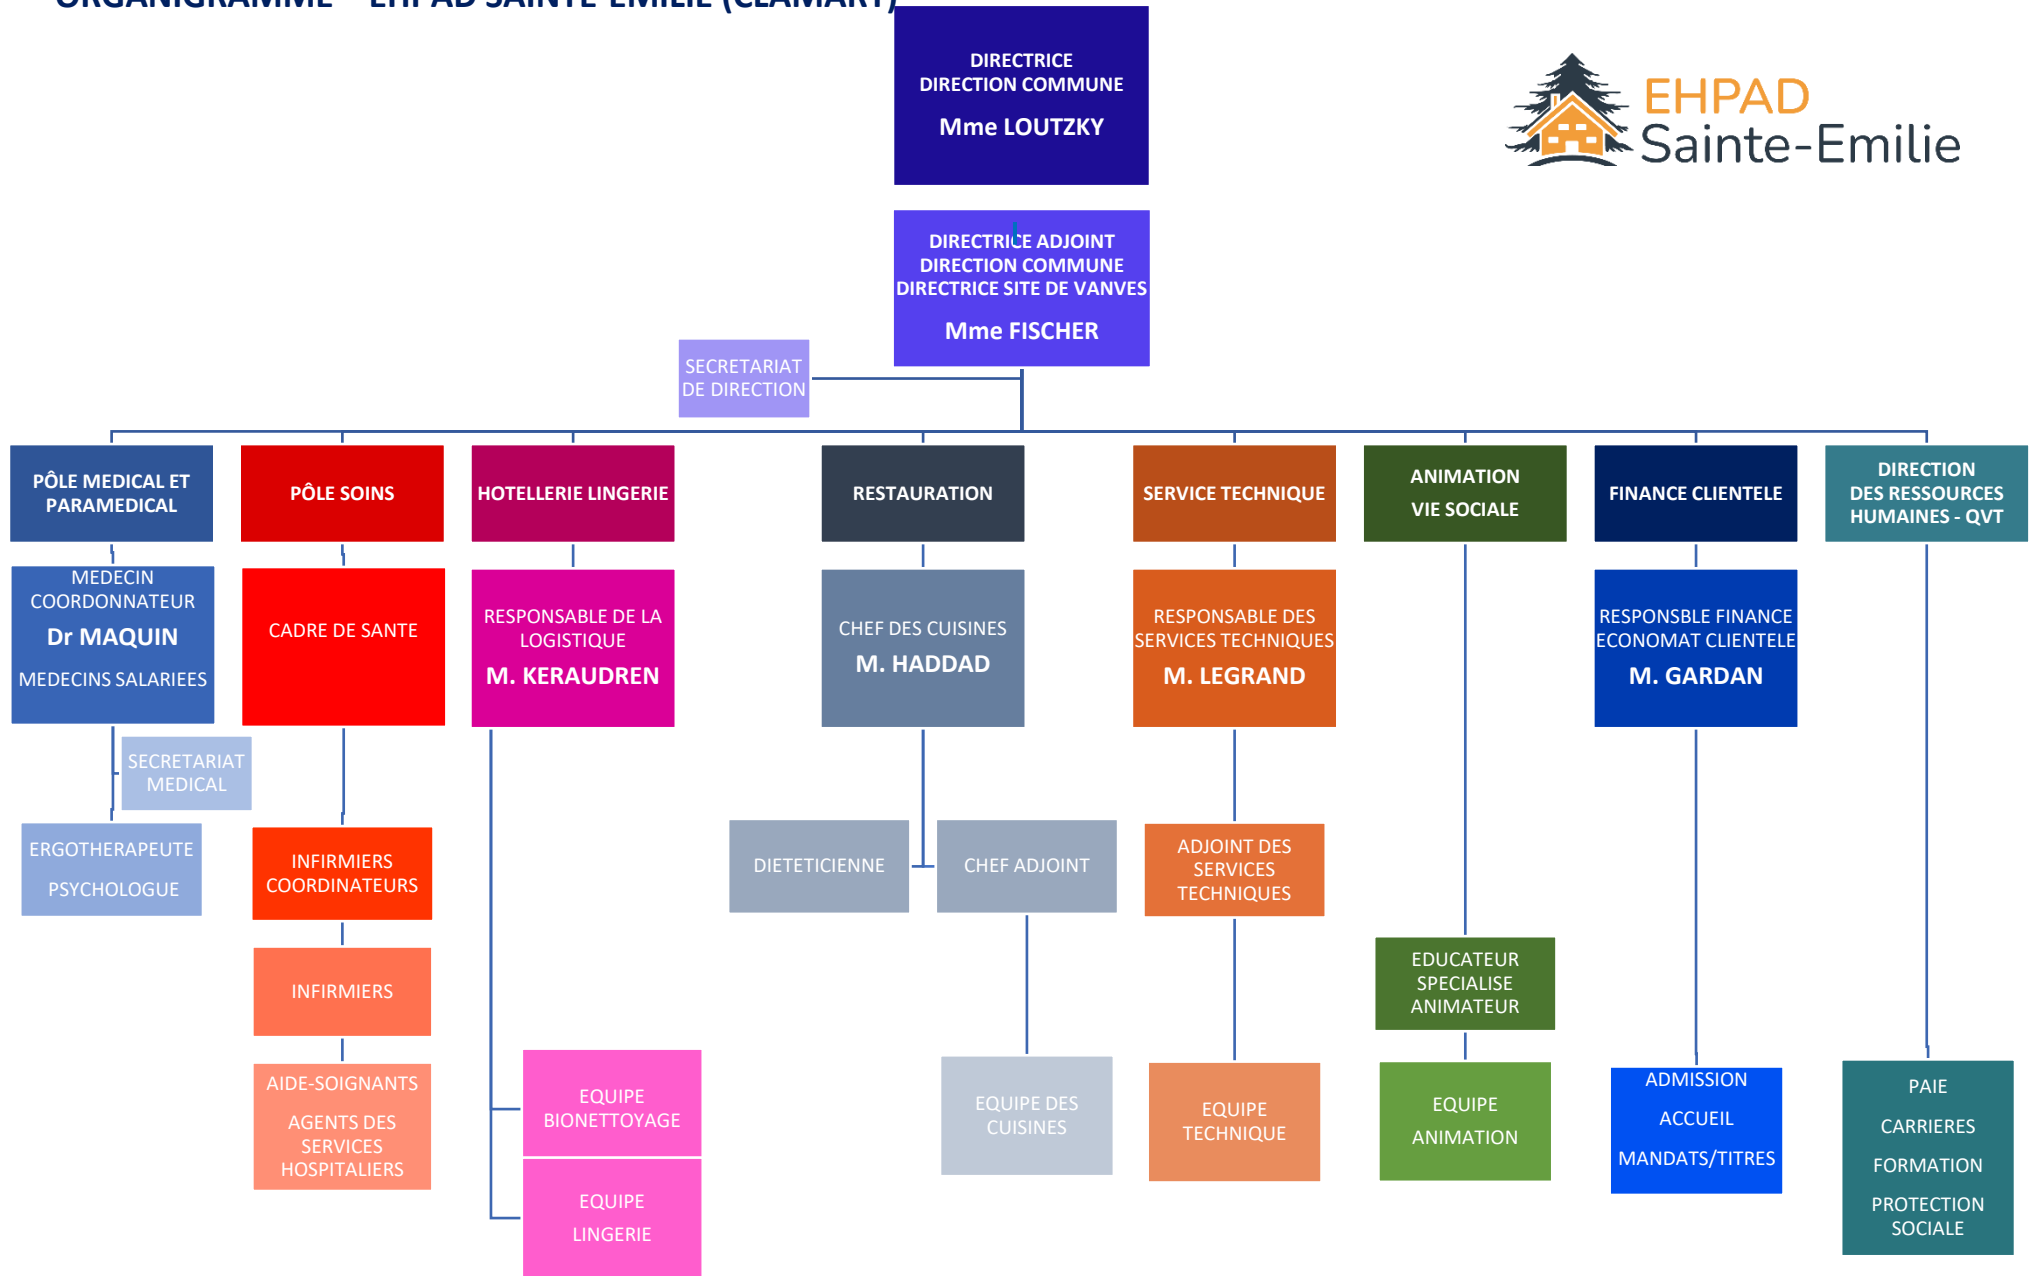 ORGANIGRAMME – EHPAD SAINTE-EMILIE (CLAMART)
DIRECTRICE
DIRECTION COMMUNE
Mme LOUTZKY
EHPAD
Sainte-Emilie
DIRECTRICE ADJOINT
DIRECTION COMMUNE
DIRECTRICE SITE DE VANVES
Mme FISCHER
SECRETARIAT
DE DIRECTION
PÔLE MEDICAL ET
PARAMEDICAL
PÔLE SOINS
HOTELLERIE LINGERIE
RESTAURATION
SERVICE TECHNIQUE
ANIMATION
VIE SOCIALE
FINANCE CLIENTELE
DIRECTION
DES RESSOURCES
HUMAINES - QVT
MEDECIN
COORDONNATEUR
Dr MAQUIN
MEDECINS SALARIEES
CADRE DE SANTE
RESPONSABLE DE LA
LOGISTIQUE
M. KERAUDREN
CHEF DES CUISINES
M. HADDAD
RESPONSABLE DES
SERVICES TECHNIQUES
M. LEGRAND
RESPONSBLE FINANCE
ECONOMAT CLIENTELE
M. GARDAN
SECRETARIAT
MEDICAL
ERGOTHERAPEUTE
PSYCHOLOGUE
INFIRMIERS
COORDINATEURS
DIETETICIENNE
CHEF ADJOINT
ADJOINT DES
SERVICES
TECHNIQUES
INFIRMIERS
EDUCATEUR
SPECIALISE
ANIMATEUR
AIDE-SOIGNANTS
AGENTS DES
SERVICES
HOSPITALIERS
EQUIPE
BIONETTOYAGE
EQUIPE
LINGERIE
EQUIPE DES
CUISINES
EQUIPE
TECHNIQUE
EQUIPE
ANIMATION
ADMISSION
ACCUEIL
MANDATS/TITRES
PAIE
CARRIERES
FORMATION
PROTECTION
SOCIALE